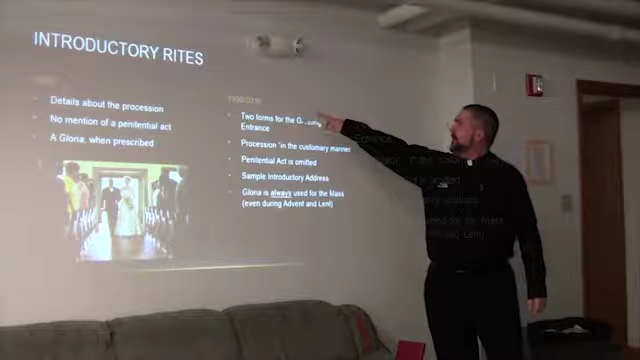 INTRODUCTORY RITES
Details about the procession
No mention of a penitential act
A Gloria, when prescribed
Two forms for the
Entrance
Procession "in the customary manner
Penitential Act is omitted
Sample Introductory Address
Gloria is always used for the Mass
(even during Advent and Lent)